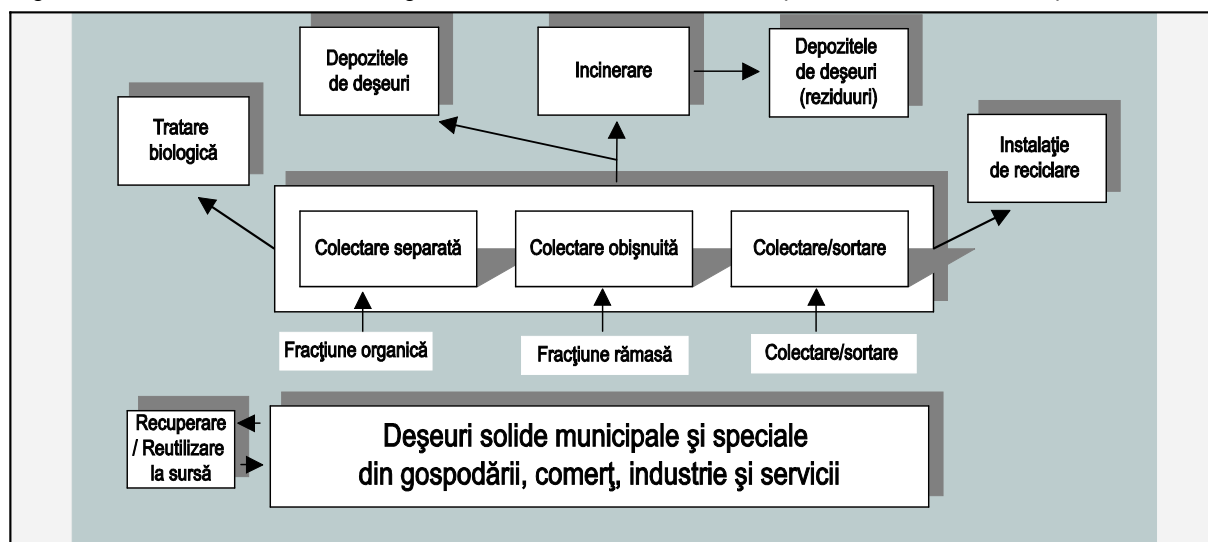 Depozitele
de deşeuri
Incinerare
Depozitele
de deşeuri
(reziduuri)
Tratare
biologică
Instalaţie
de reciclare
Colectare separată
Colectare obişnuită
Colectare/sortare
Fracţiune organică
Fracţiune rămasă
Colectare/sortare
Recuperare
/ Reutilizare
la sursă
Deşeuri solide municipale şi speciale
din gospodării, comerţ, industrie şi servicii